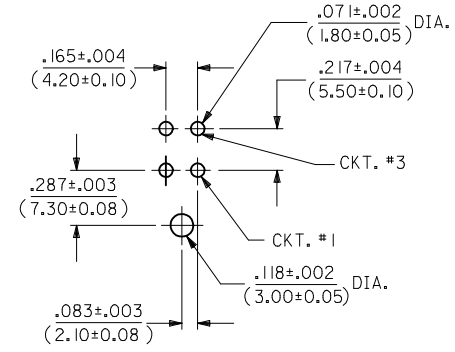 .071±.002 DIA.
(1.80±0.05)
.165±.004
(4.20±0.10)
.217±.004
(5.50±0.10)
CKT. #3
.287±.003
(7.30±0.08)
CKT. #1
.118±.002 DIA.
(3.00±0.05)
.083±.003
(2.10±0.08)